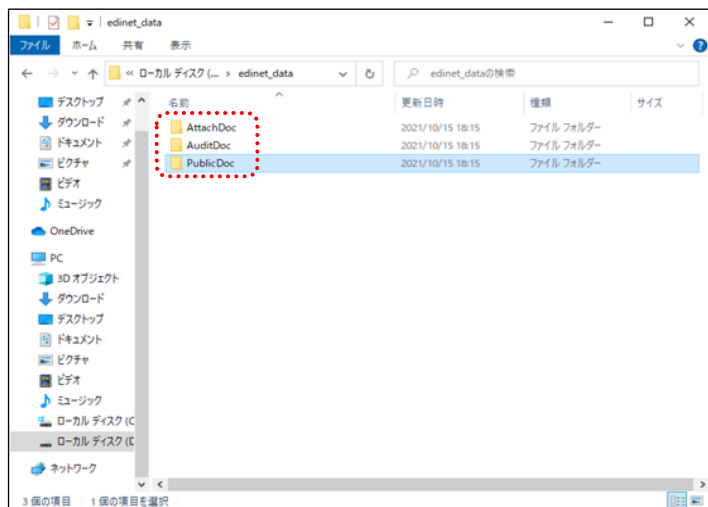 edinet_data
ファイル ホーム 共有 表示
« ローカル ディスク (... › edinet_data
edinet_dataの検索
名前 更新日時 種類 サイズ
デスクトップ
ダウンロード
ドキュメント
ピクチャ
ビデオ
ミュージック
OneDrive
PC
3D オブジェクト
ダウンロード
デスクトップ
ドキュメント
ピクチャ
ビデオ
ミュージック
ローカル ディスク (C
ローカル ディスク (D
ネットワーク
AttachDoc 2021/10/15 18:15 ファイル フォルダー
AuditDoc 2021/10/15 18:15 ファイル フォルダー
PublicDoc 2021/10/15 18:15 ファイル フォルダー
3 個の項目 1 個の項目を選択